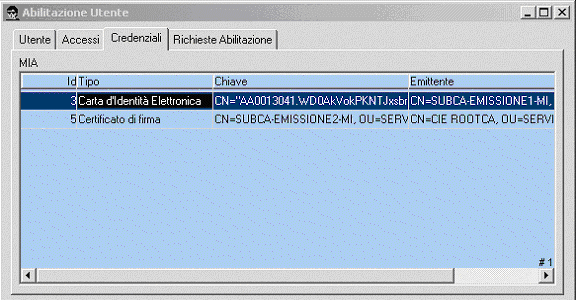 Abilitazione Utente
Utente Accessi Credenziali Richieste Abilitazione
MIA
Id Tipo Chiave Emittente
3 Carta d'Identità Elettronica CN="AA0013041.WD0AkVokPKNTJxsbr CN=SUBCA-EMISSIONE1-MI,
5 Certificato di firma CN=SUBCA-EMISSIONE2-MI, OU=SERV CN=CIE ROOTCA, OU=SERVI
# 1